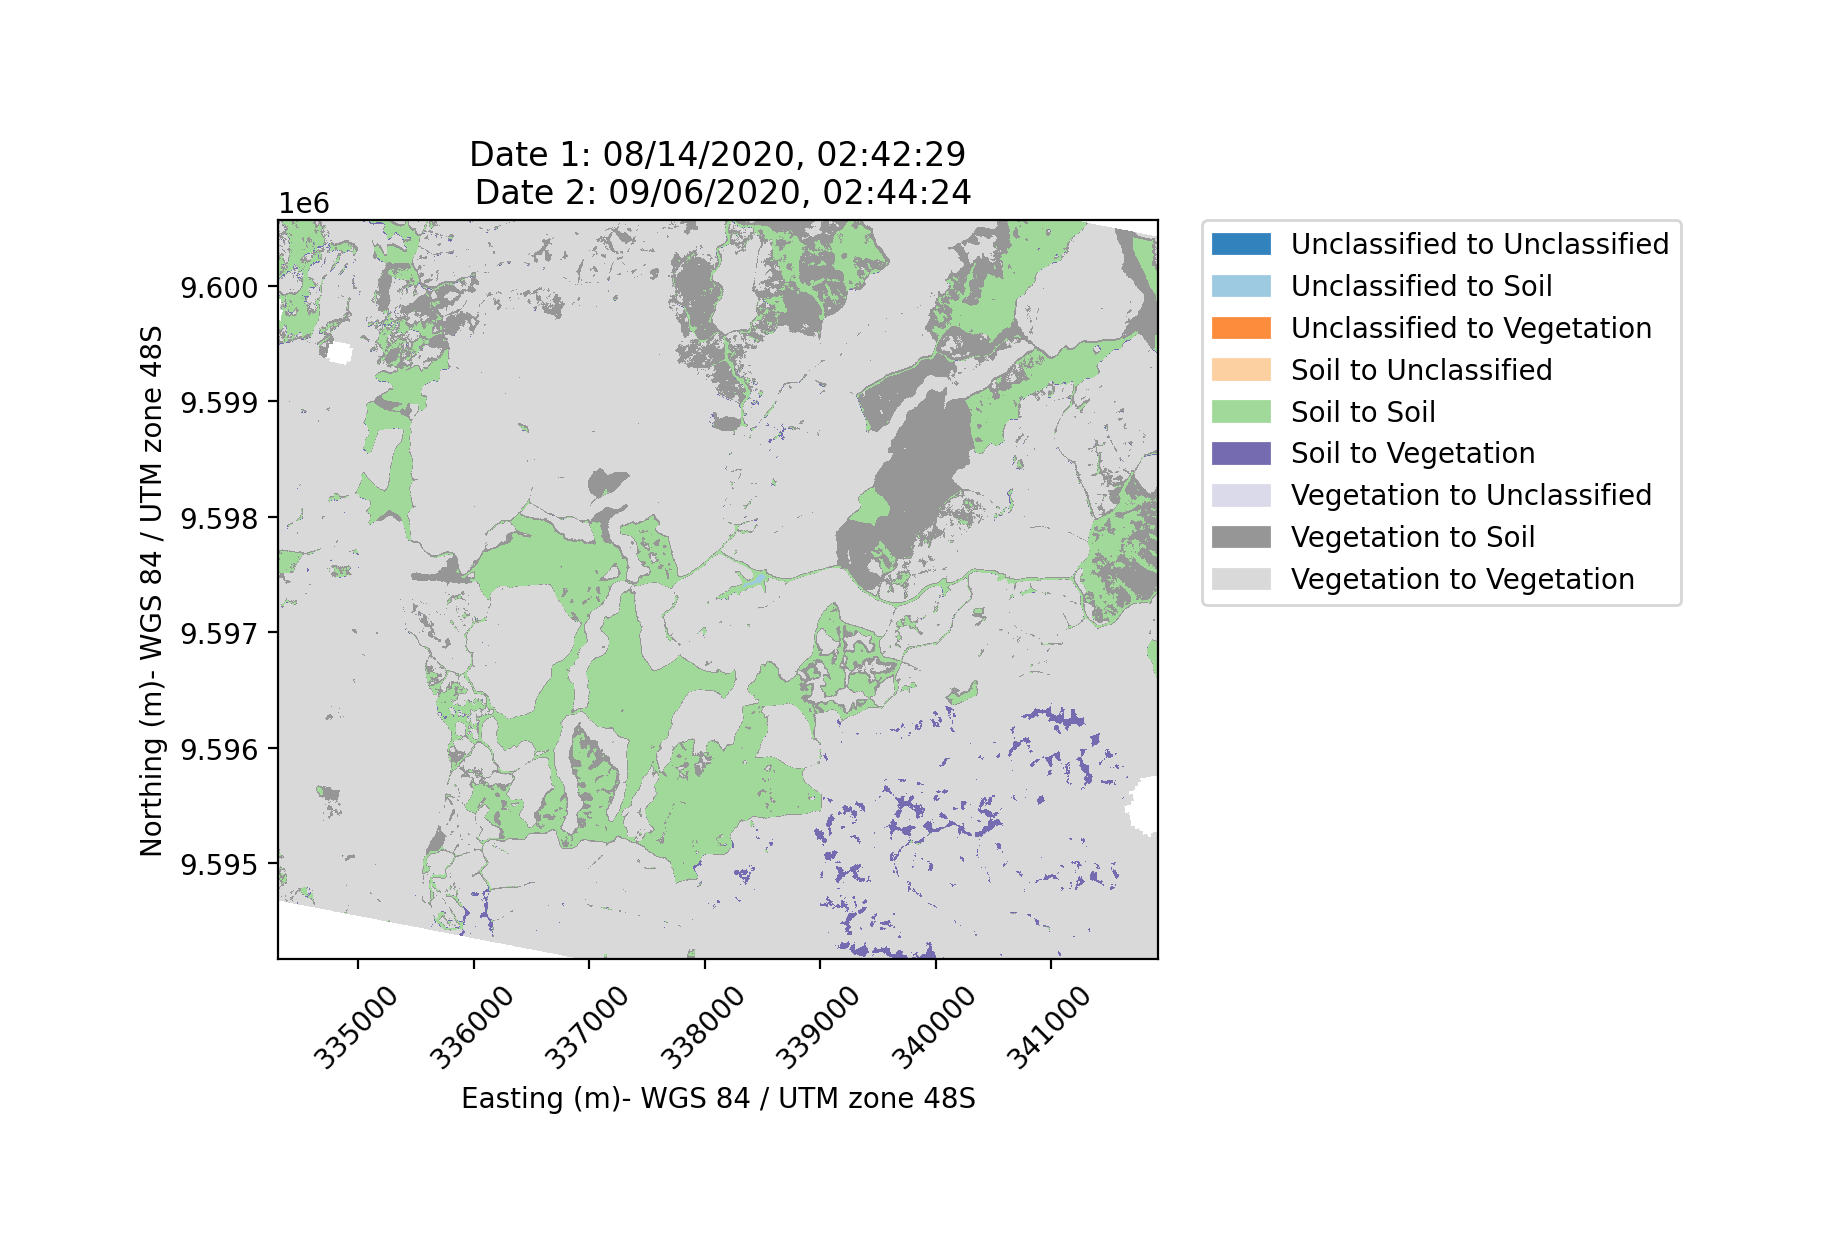 Date 1: 08/14/2020, 02:42:29
Date 2: 09/06/2020, 02:44:24
1e6
9.600
9.599
9.598
9.597
9.596
9.595
Northing (m)- WGS 84 / UTM zone 48S
335000
336000
337000
338000
339000
340000
341000
Easting (m)- WGS 84 / UTM zone 48S
Unclassified to Unclassified
Unclassified to Soil
Unclassified to Vegetation
Soil to Unclassified
Soil to Soil
Soil to Vegetation
Vegetation to Unclassified
Vegetation to Soil
Vegetation to Vegetation